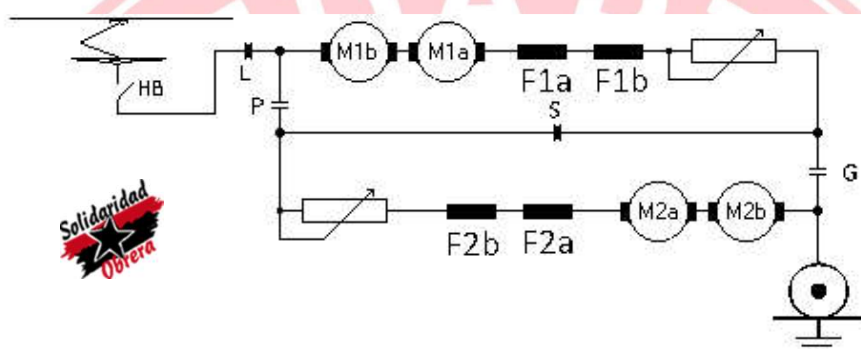 HB
L
M1b
M1a
F1a
F1b
P
S
G
F2b
F2a
M2a
M2b
Solidaridad
Obrera